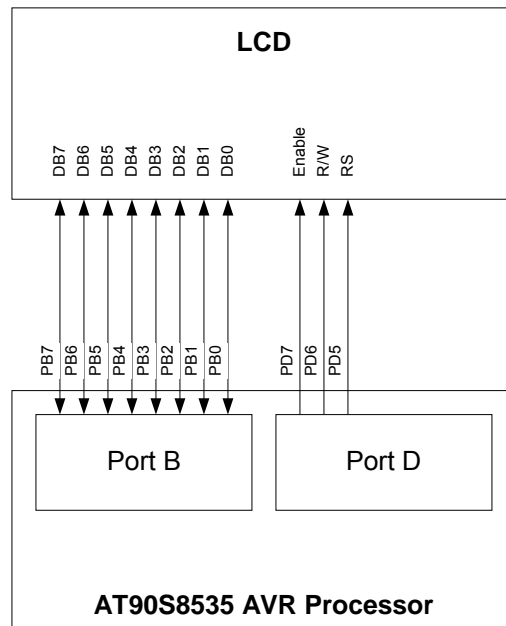 LCD
DB7
DB6
DB5
DB4
DB3
DB2
DB1
DB0
Enable
R/W
RS
PB7
PB6
PB5
PB4
PB3
PB2
PB1
PB0
PD7
PD6
PD5
Port B
Port D
AT90S8535 AVR Processor